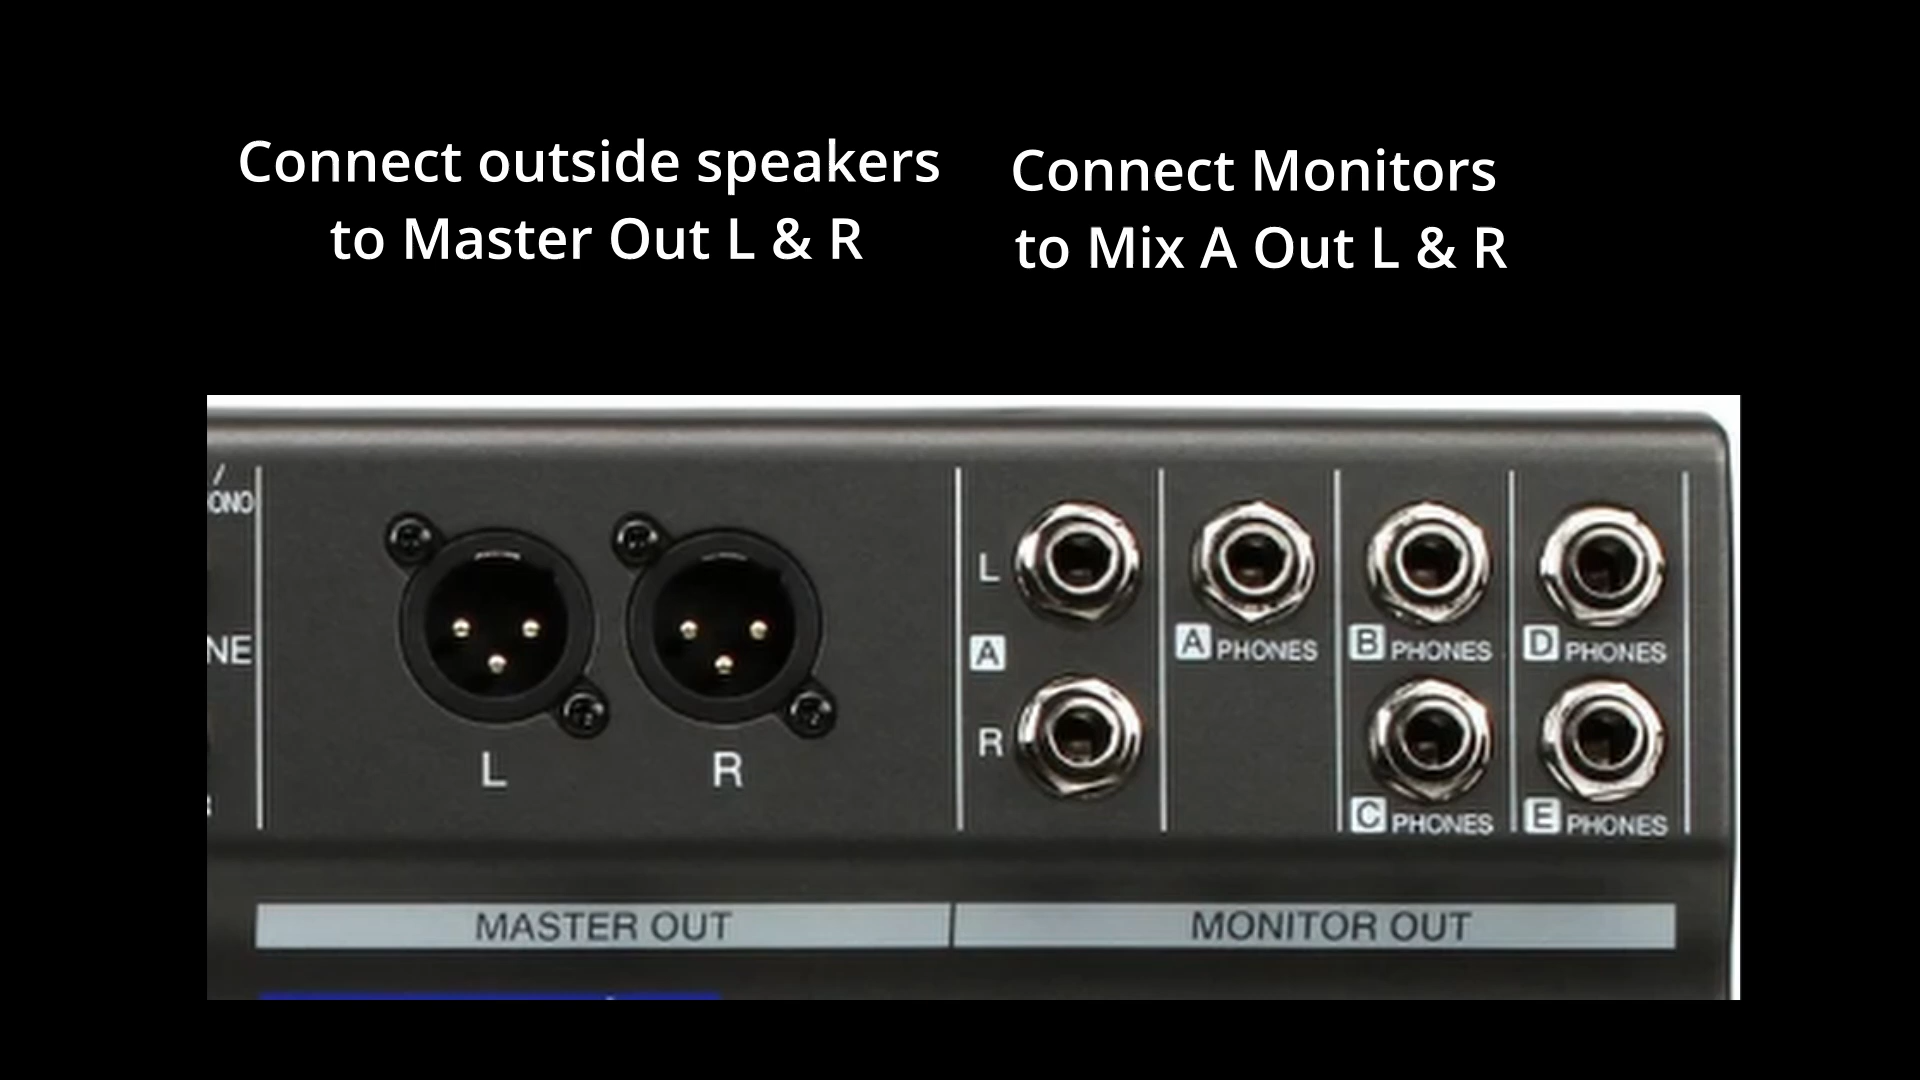 Connect outside speakers
to Master Out L & R
Connect Monitors
to Mix A Out L & R
/
ONO
NE
L
R
L
A
R
A PHONES
B PHONES
C PHONES
D PHONES
E PHONES
MASTER OUT
MONITOR OUT